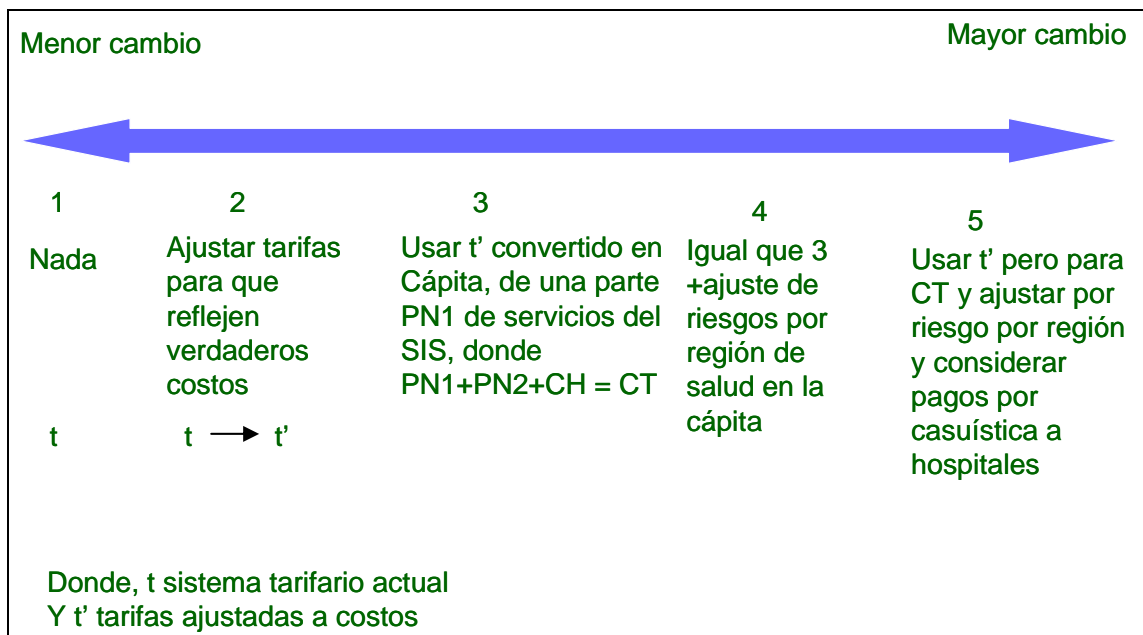 Menor cambio
Mayor cambio
1
Nada
t
2
Ajustar tarifas
para que
reflejen
verdaderos
costos
t → t’
3
Usar t’ convertido en
Cápita, de una parte
PN1 de servicios del
SIS, donde
PN1+PN2+CH = CT
4
Igual que 3
+ajuste de
riesgos por
región de
salud en la
cápita
5
Usar t’ pero para
CT y ajustar por
riesgo por región
y considerar
pagos por
casuística a
hospitales
Donde, t sistema tarifario actual
Y t’ tarifas ajustadas a costos